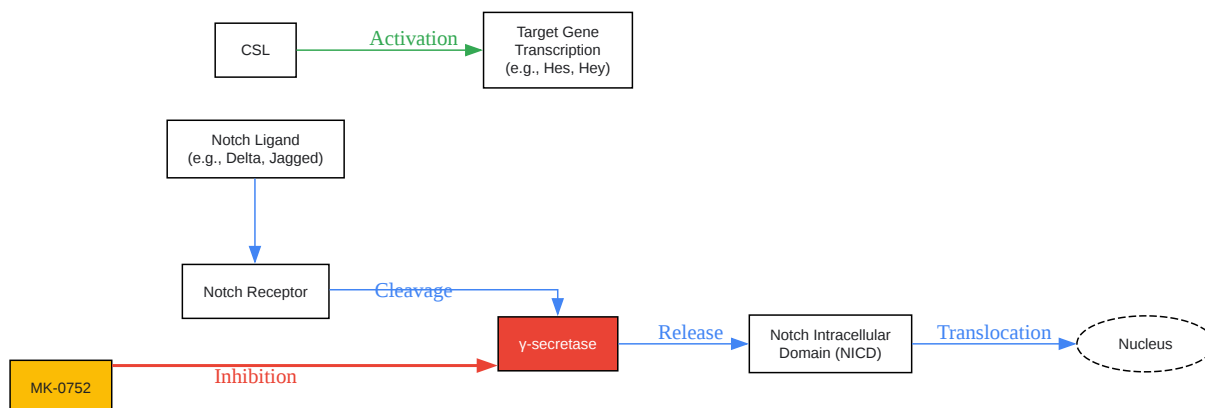 CSL
Activation
Target Gene
Transcription
(e.g., Hes, Hey)
Notch Ligand
(e.g., Delta, Jagged)
Notch Receptor
Cleavage
γ-secretase
Release
Notch Intracellular
Domain (NICD)
Translocation
Nucleus
MK-0752
Inhibition